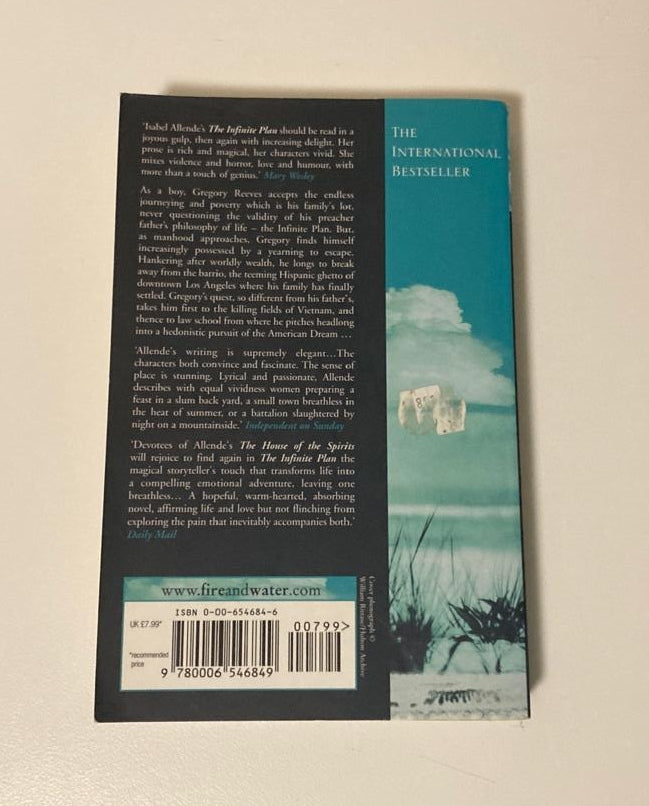 'Isabel Allende's The Infinite Plan should be read in a
joyous gulp, then again with increasing delight. Her
prose is rich and magical, her characters vivid. She
mixes violence and horror, love and humour, with
more than a touch of genius.' Mary Wesley
As a boy, Gregory Reeves accepts the endless
journeying and poverty which is his family's lot,
never questioning the validity of his preacher
father's philosophy of life – the Infinite Plan. But,
as manhood approaches, Gregory finds himself
increasingly possessed by a yearning to escape.
Hankering after worldly wealth, he longs to break
away from the barrio, the teeming Hispanic ghetto of
downtown Los Angeles where his family has finally
settled. Gregory's quest, so different from his father's,
takes him first to the killing fields of Vietnam, and
thence to law school from where he pitches headlong
into a hedonistic pursuit of the American Dream …
'Allende's writing is supremely elegant…The
characters both convince and fascinate. The sense of
place is stunning. Lyrical and passionate, Allende
describes with equal vividness women preparing a
feast in a slum back yard, a small town breathless in
the heat of summer, or a battalion slaughtered by
night on a mountainside.' Independent on Sunday
'Devotees of Allende's The House of the Spirits
will rejoice to find again in The Infinite Plan the
magical storyteller's touch that transforms life into
a compelling emotional adventure, leaving one
breathless… A hopeful, warm-hearted, absorbing
novel, affirming life and love but not flinching from
exploring the pain that inevitably accompanies both.'
Daily Mail
www.fireandwater.com
ISBN 0-00-654684-6
UK £7.99*
00799>
*recommended
price
9 780006 546849
Cover photograph ©
/Hulton Archive
THE
INTERNATIONAL
BESTSELLER